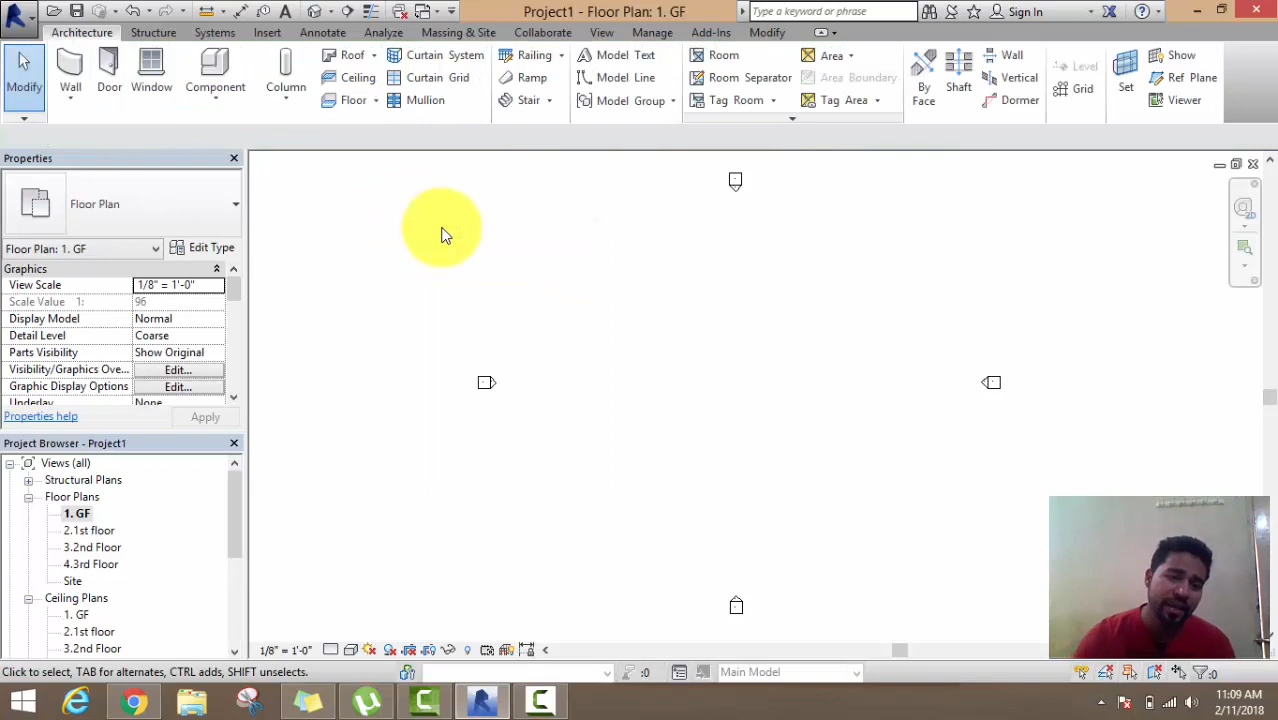 Project1 - Floor Plan: 1. GF
Type a keyword or phrase
Sign In
Architecture Structure Systems Insert Annotate Analyze Massing & Site Collaborate View Manage Add-Ins Modify
Modify Wall Door Window Component Column
Roof Curtain System Railing Model Text Room Area Wall Show
Ceiling Curtain Grid Ramp Model Line Room Separator Area Boundary Vertical Level Ref Plane
Floor Mullion Stair Model Group Tag Room Tag Area Dormer Grid Viewer
By Face Shaft Set
Properties
Floor Plan
Floor Plan: 1. GF Edit Type
Graphics
View Scale 1/8" = 1'-0"
Scale Value 1: 96
Display Model Normal
Detail Level Coarse
Parts Visibility Show Original
Visibility/Graphics Ove... Edit...
Graphic Display Options Edit...
Underlay None
Properties help Apply
Project Browser - Project1
Views (all)
Structural Plans
Floor Plans
1. GF
2.1st floor
3.2nd Floor
4.3rd Floor
Site
Ceiling Plans
1. GF
2.1st floor
3.2nd Floor
2D
1/8" = 1'-0"
Click to select, TAB for alternates, CTRL adds, SHIFT unselects.
:0
Main Model
:0
11:09 AM
2/11/2018